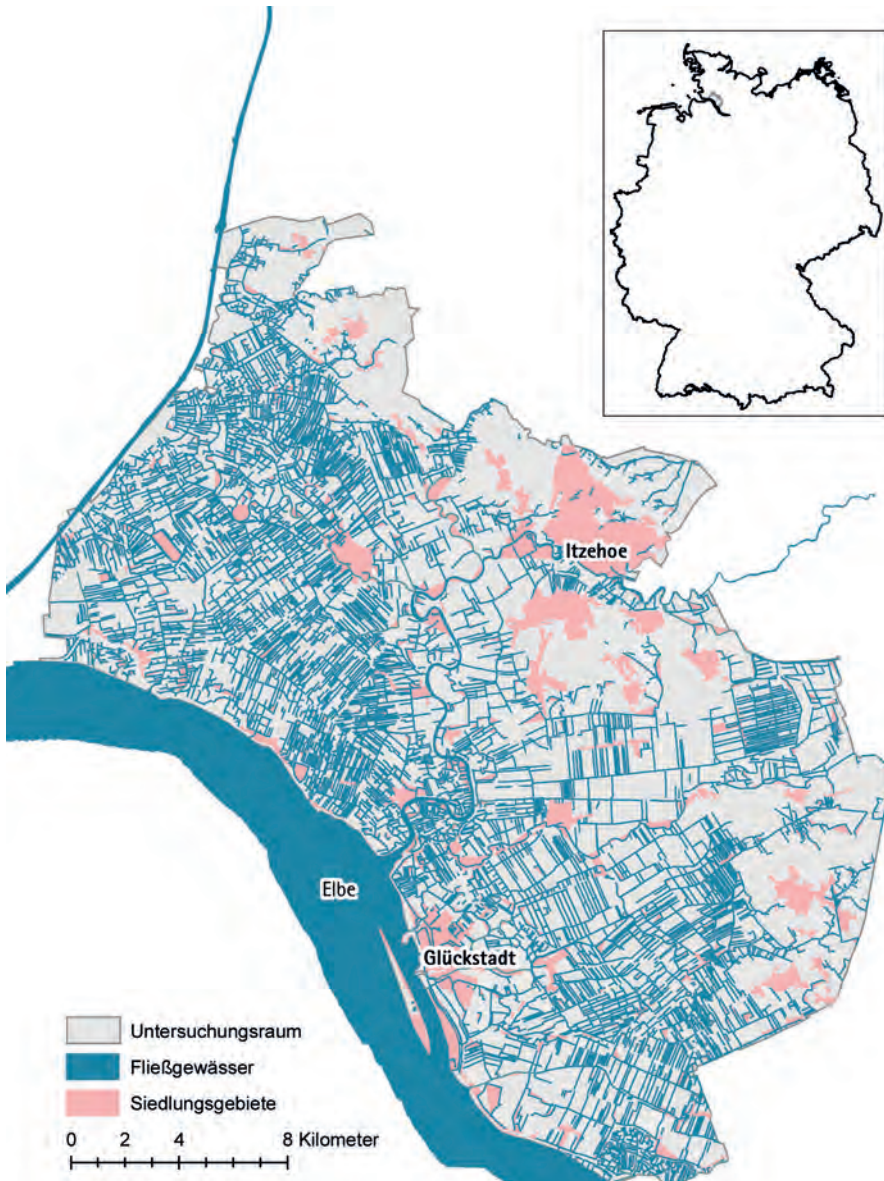 Itzehoe
Elbe
Glückstadt
Untersuchungsraum
Fließgewässer
Siedlungsgebiete
0 2 4 8 Kilometer